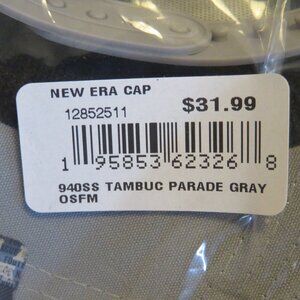 NEW ERA CAP
12852511 $31.99
1 95853 62326 8
940SS TAMBUC PARADE GRAY
OSFM